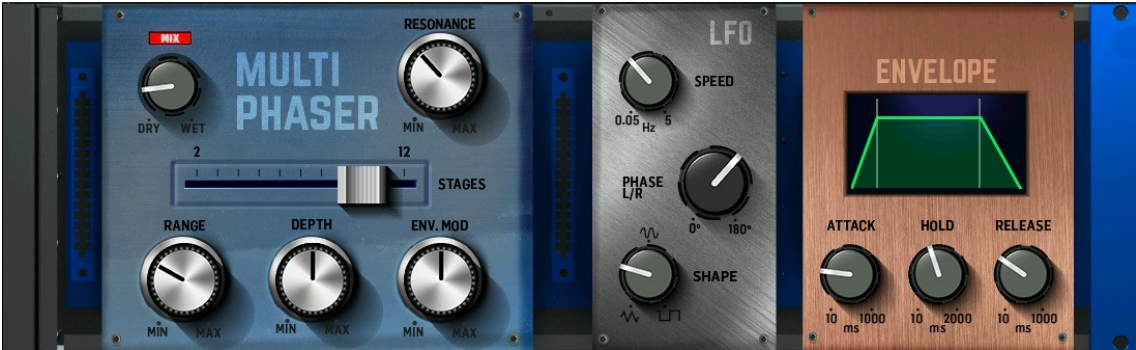 MIX
DRY WET
MULTI
PHASER
RESONANCE
MIN MAX
2 12
STAGES
RANGE
MIN MAX
DEPTH
MIN MAX
ENV. MOD
MIN MAX
LFO
SPEED
0.05 Hz 5
PHASE
L/R
0° 180°
SHAPE
ENVELOPE
ATTACK
10 1000
ms
HOLD
10 2000
ms
RELEASE
10 1000
ms